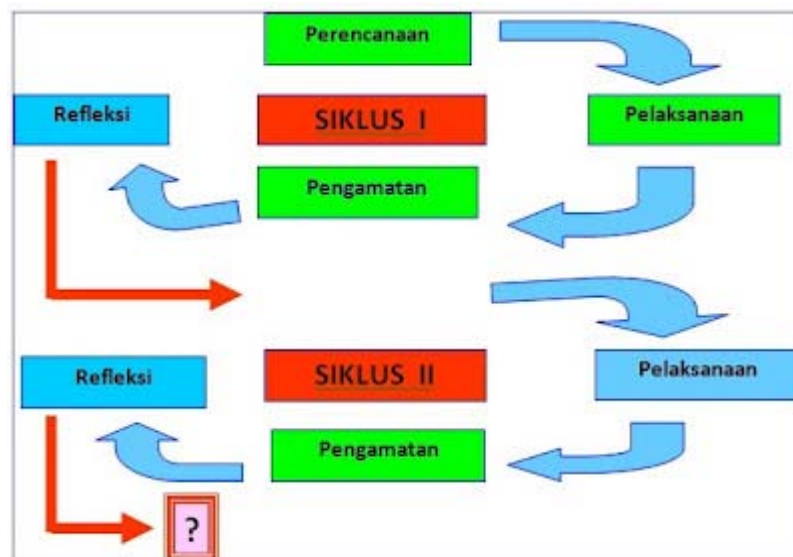 Perencanaan
Refleksi
SIKLUS I
Pelaksanaan
Pengamatan
Refleksi
SIKLUS II
Pelaksanaan
Pengamatan
?